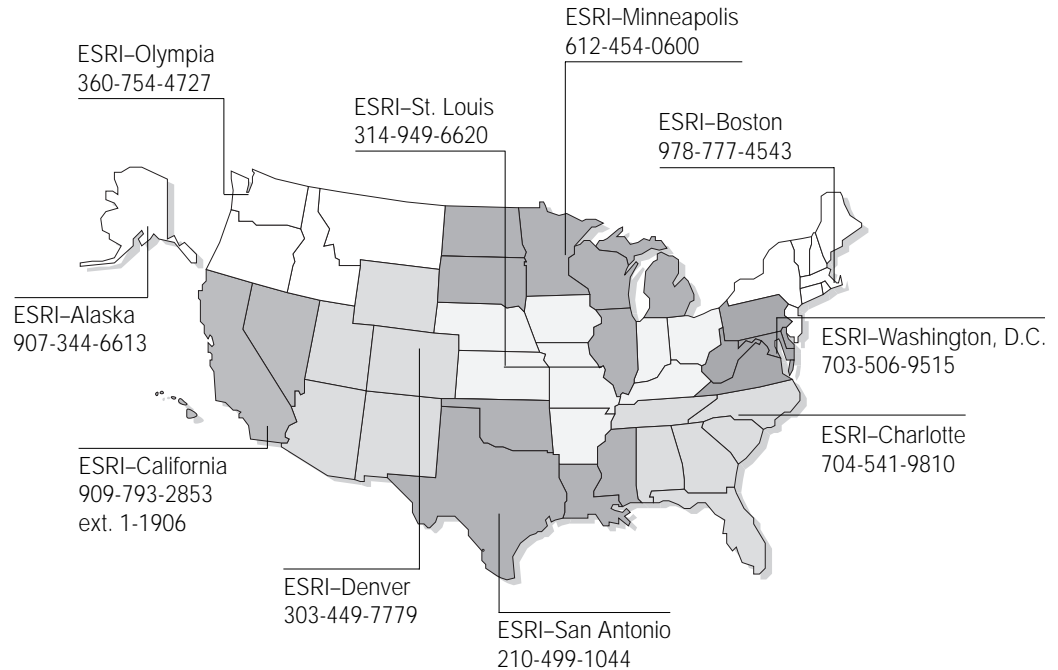 ESRI–Minneapolis
612-454-0600
ESRI–Olympia
360-754-4727
ESRI–St. Louis
314-949-6620
ESRI–Boston
978-777-4543
ESRI–Alaska
907-344-6613
ESRI–Washington, D.C.
703-506-9515
ESRI–Charlotte
704-541-9810
ESRI–California
909-793-2853
ext. 1-1906
ESRI–Denver
303-449-7779
ESRI–San Antonio
210-499-1044